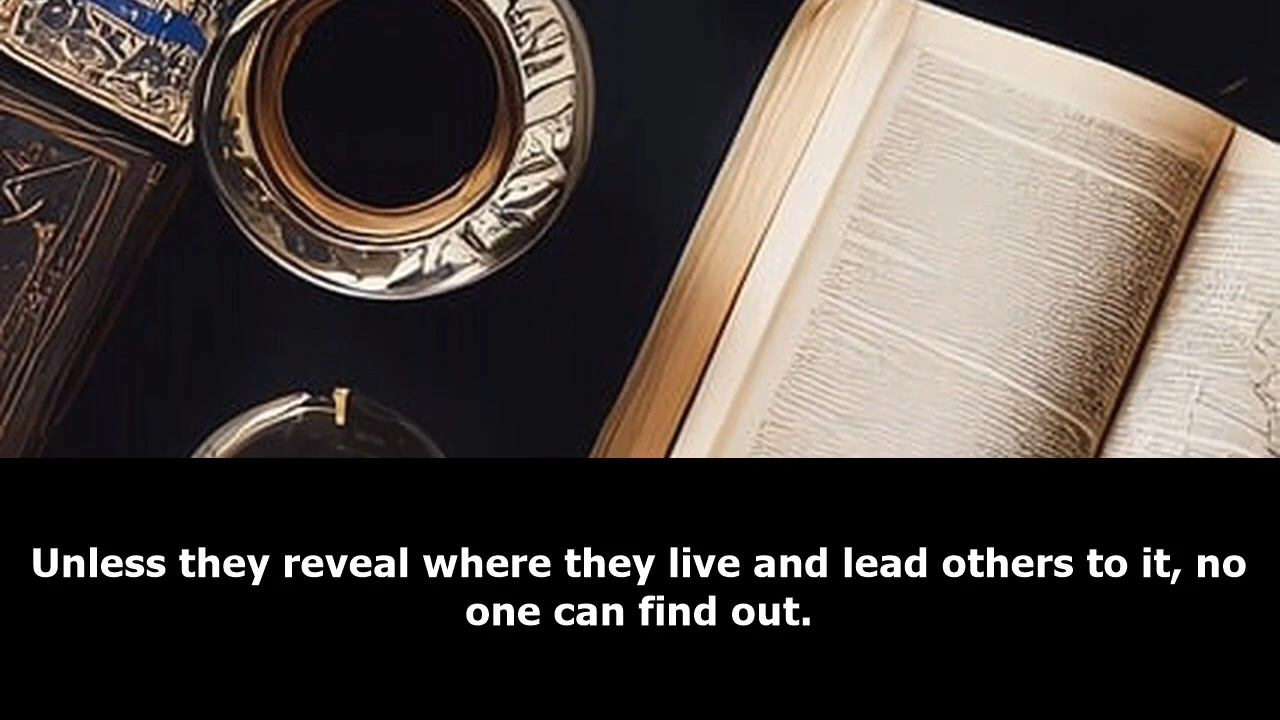 Unless they reveal where they live and lead others to it, no
one can find out.